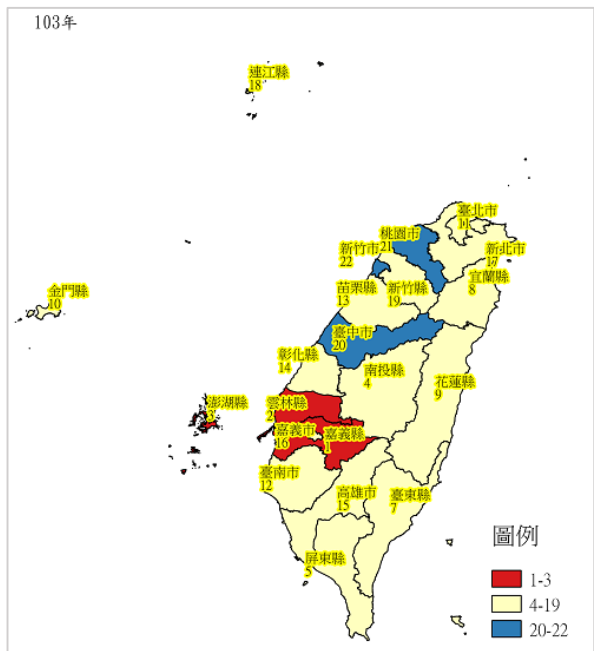 103年
連江縣
18
臺北市
11
桃園市
21
新竹市
22
新北市
17
宜蘭縣
8
金門縣
10
苗栗縣
13
新竹縣
19
臺中市
20
彰化縣
14
南投縣
4
花蓮縣
9
澎湖縣
3
雲林縣
2
嘉義市
16
嘉義縣
1
臺南市
12
高雄市
15
臺東縣
7
屏東縣
5
圖例
1-3
4-19
20-22